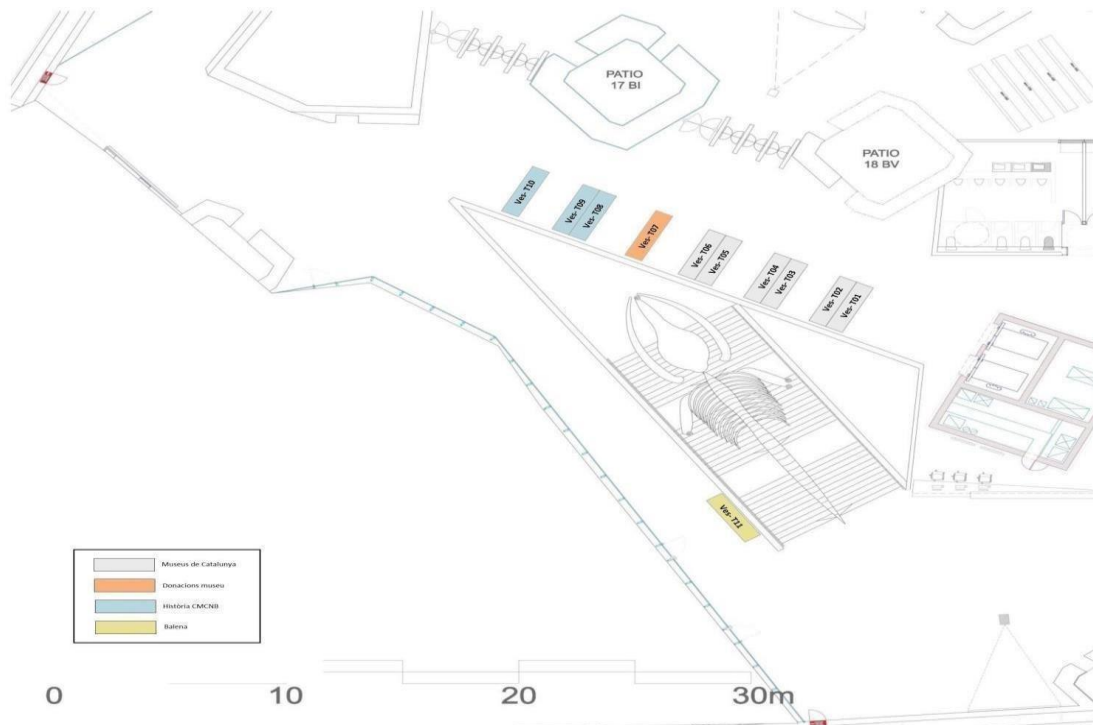 PATIO
17 BI
PATIO
18 BV
Ves- T10
Ves- T09
Ves- T08
Ves- T07
Ves- T06
Ves- T05
Ves- T04
Ves- T03
Ves- T02
Ves- T01
Ves- T11
Museus de Catalunya
Donacions museu
Història CMCNB
Balena
0 10 20 30m